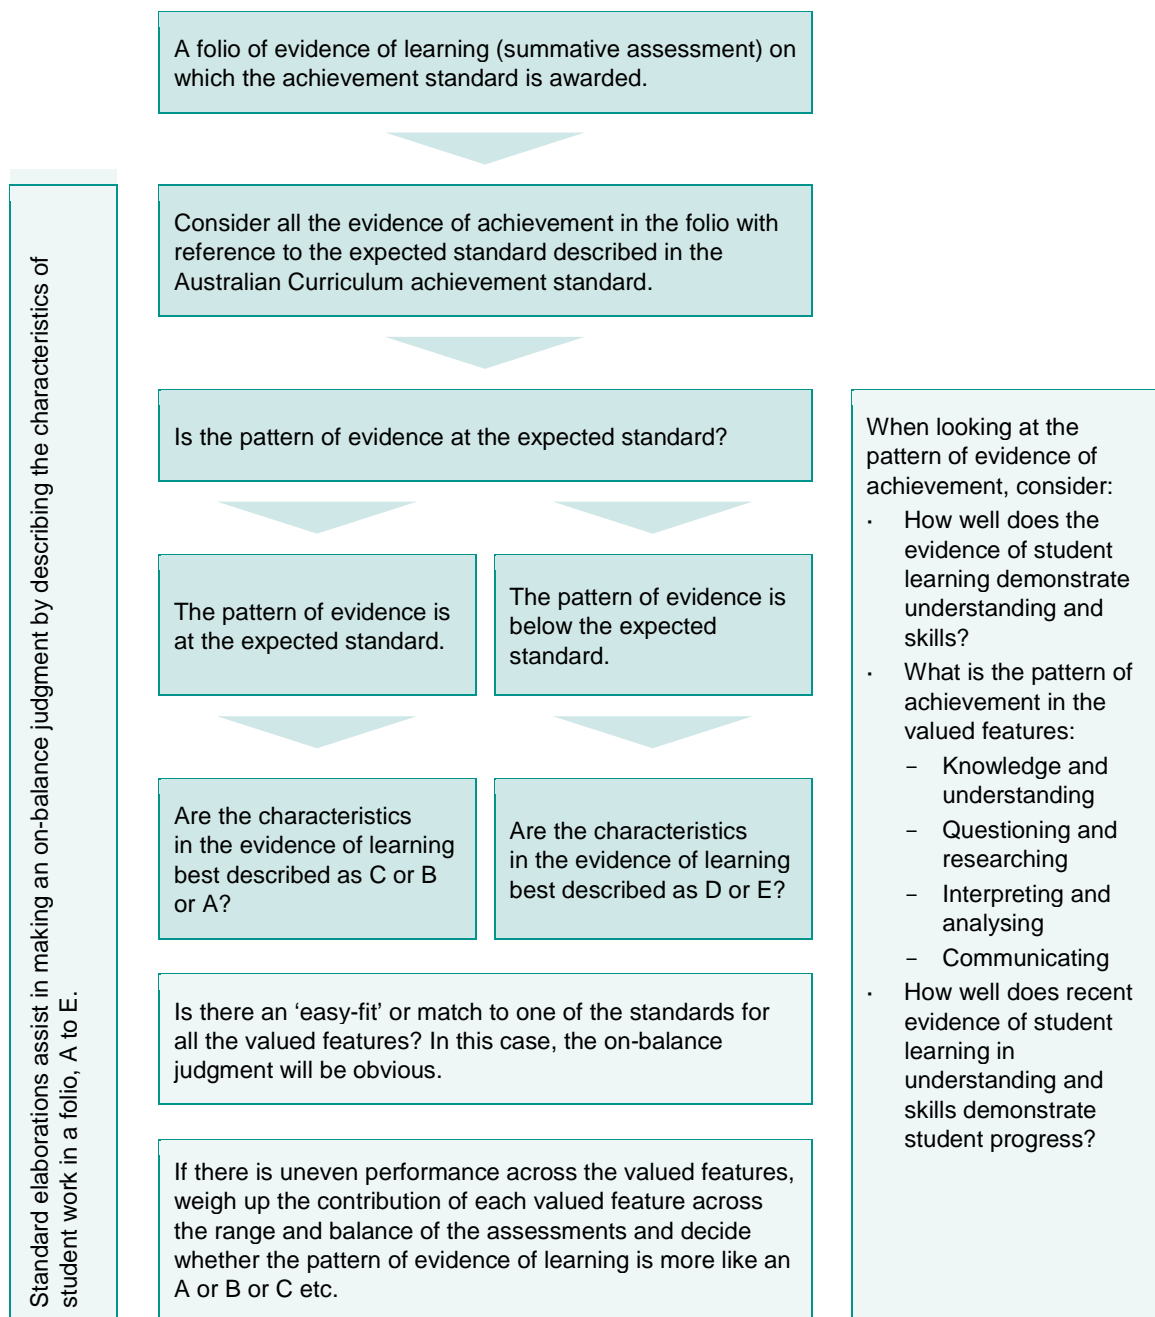 A folio of evidence of learning (summative assessment) on
which the achievement standard is awarded.
Standard elaborations assist in making an on-balance judgment by describing the characteristics of
student work in a folio, A to E.
Consider all the evidence of achievement in the folio with
reference to the expected standard described in the
Australian Curriculum achievement standard.
Is the pattern of evidence at the expected standard?
The pattern of evidence is
at the expected standard.
The pattern of evidence is
below the expected
standard.
Are the characteristics
in the evidence of learning
best described as C or B
or A?
Are the characteristics
in the evidence of learning
best described as D or E?
Is there an ‘easy-fit’ or match to one of the standards for
all the valued features? In this case, the on-balance
judgment will be obvious.
If there is uneven performance across the valued features,
weigh up the contribution of each valued feature across
the range and balance of the assessments and decide
whether the pattern of evidence of learning is more like an
A or B or C etc.
When looking at the
pattern of evidence of
achievement, consider:
· How well does the
evidence of student
learning demonstrate
understanding and
skills?
· What is the pattern of
achievement in the
valued features:
– Knowledge and
understanding
– Questioning and
researching
– Interpreting and
analysing
– Communicating
· How well does recent
evidence of student
learning in
understanding and
skills demonstrate
student progress?